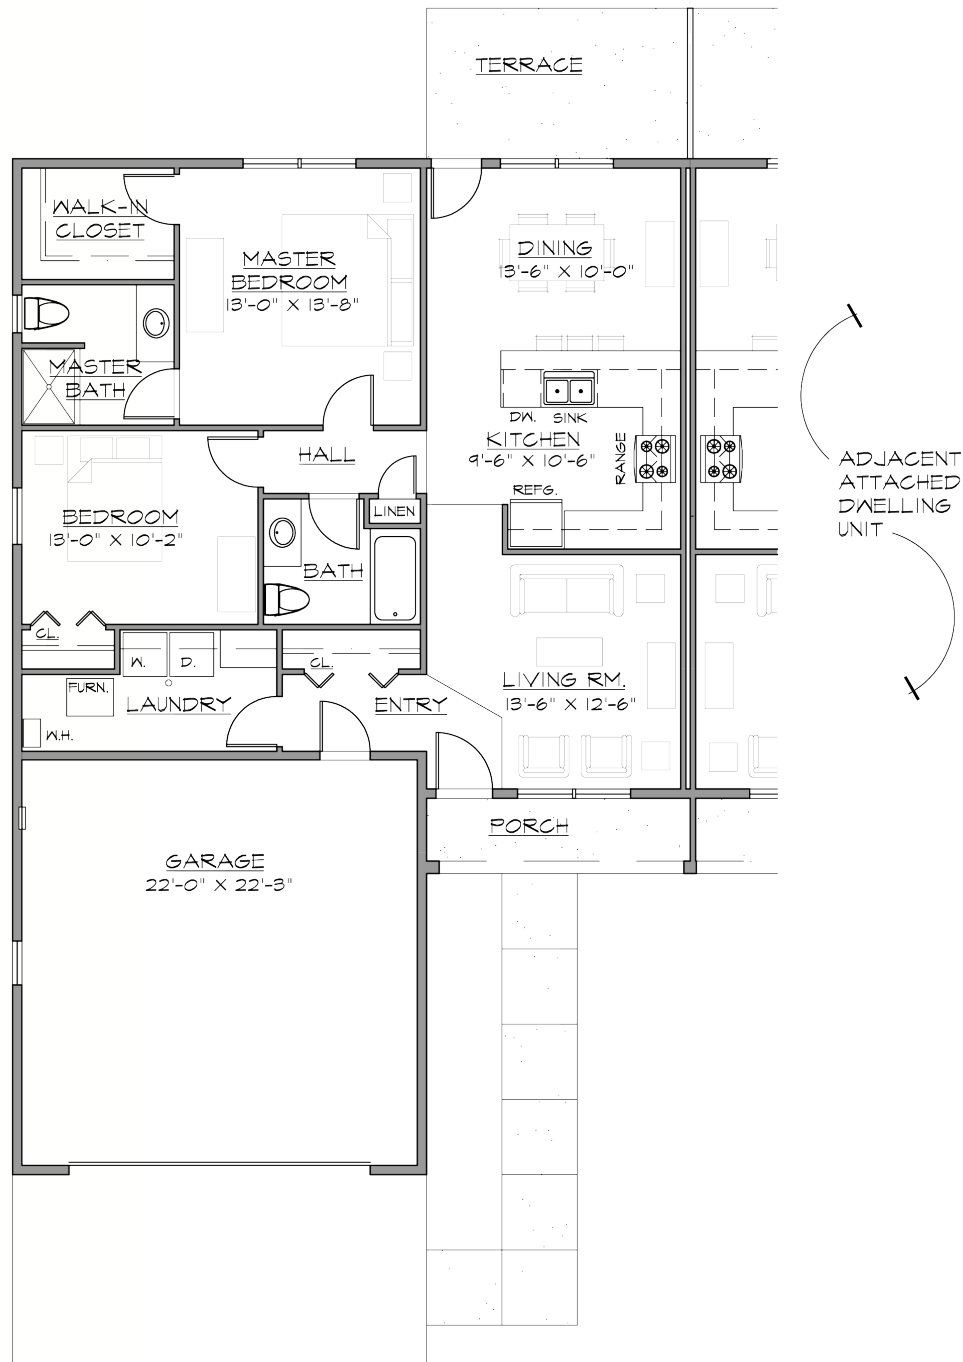 TERRACE
WALK-IN
CLOSET
MASTER
BEDROOM
13'-0" X 13'-8"
DINING
13'-6" X 10'-0"
MASTER
BATH
DW. SINK
KITCHEN
9'-6" X 10'-6"
RANGE
REFG.
HALL
LINEN
ADJACENT
ATTACHED
DWELLING
UNIT
BEDROOM
13'-0" X 10'-2"
BATH
CL.
W. D.
CL.
FURN.
LAUNDRY
W.H.
ENTRY
LIVING RM.
13'-6" X 12'-6"
PORCH
GARAGE
22'-0" X 22'-3"